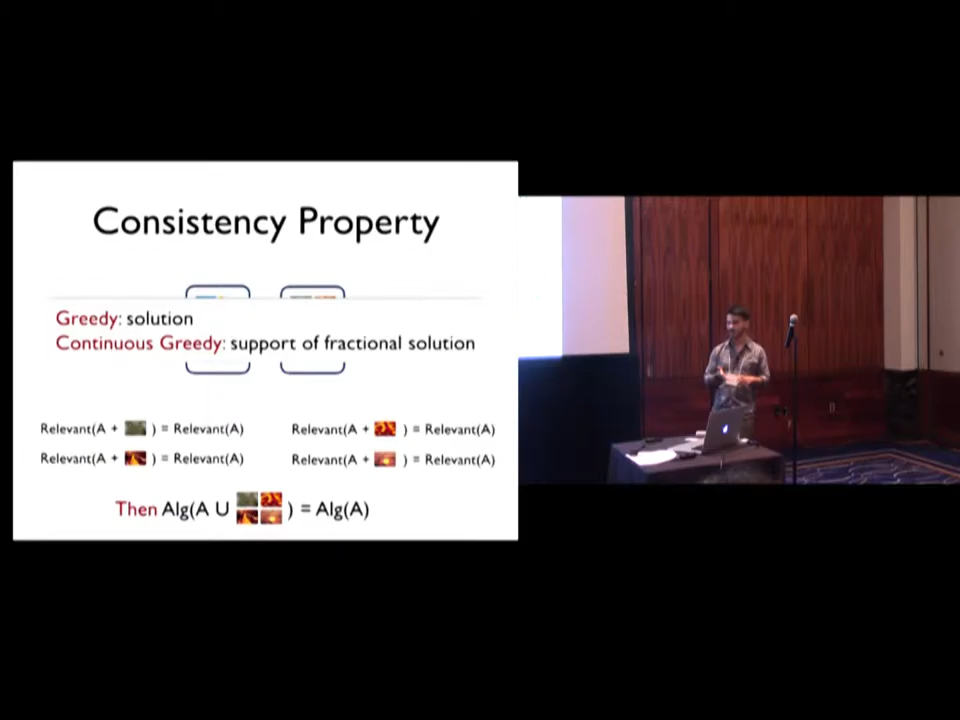 Consistency Property
Greedy: solution
Continuous Greedy: support of fractional solution
Relevant(A + ) = Relevant(A)
Relevant(A + ) = Relevant(A)
Relevant(A + ) = Relevant(A)
Relevant(A + ) = Relevant(A)
Then Alg(A U ) = Alg(A)